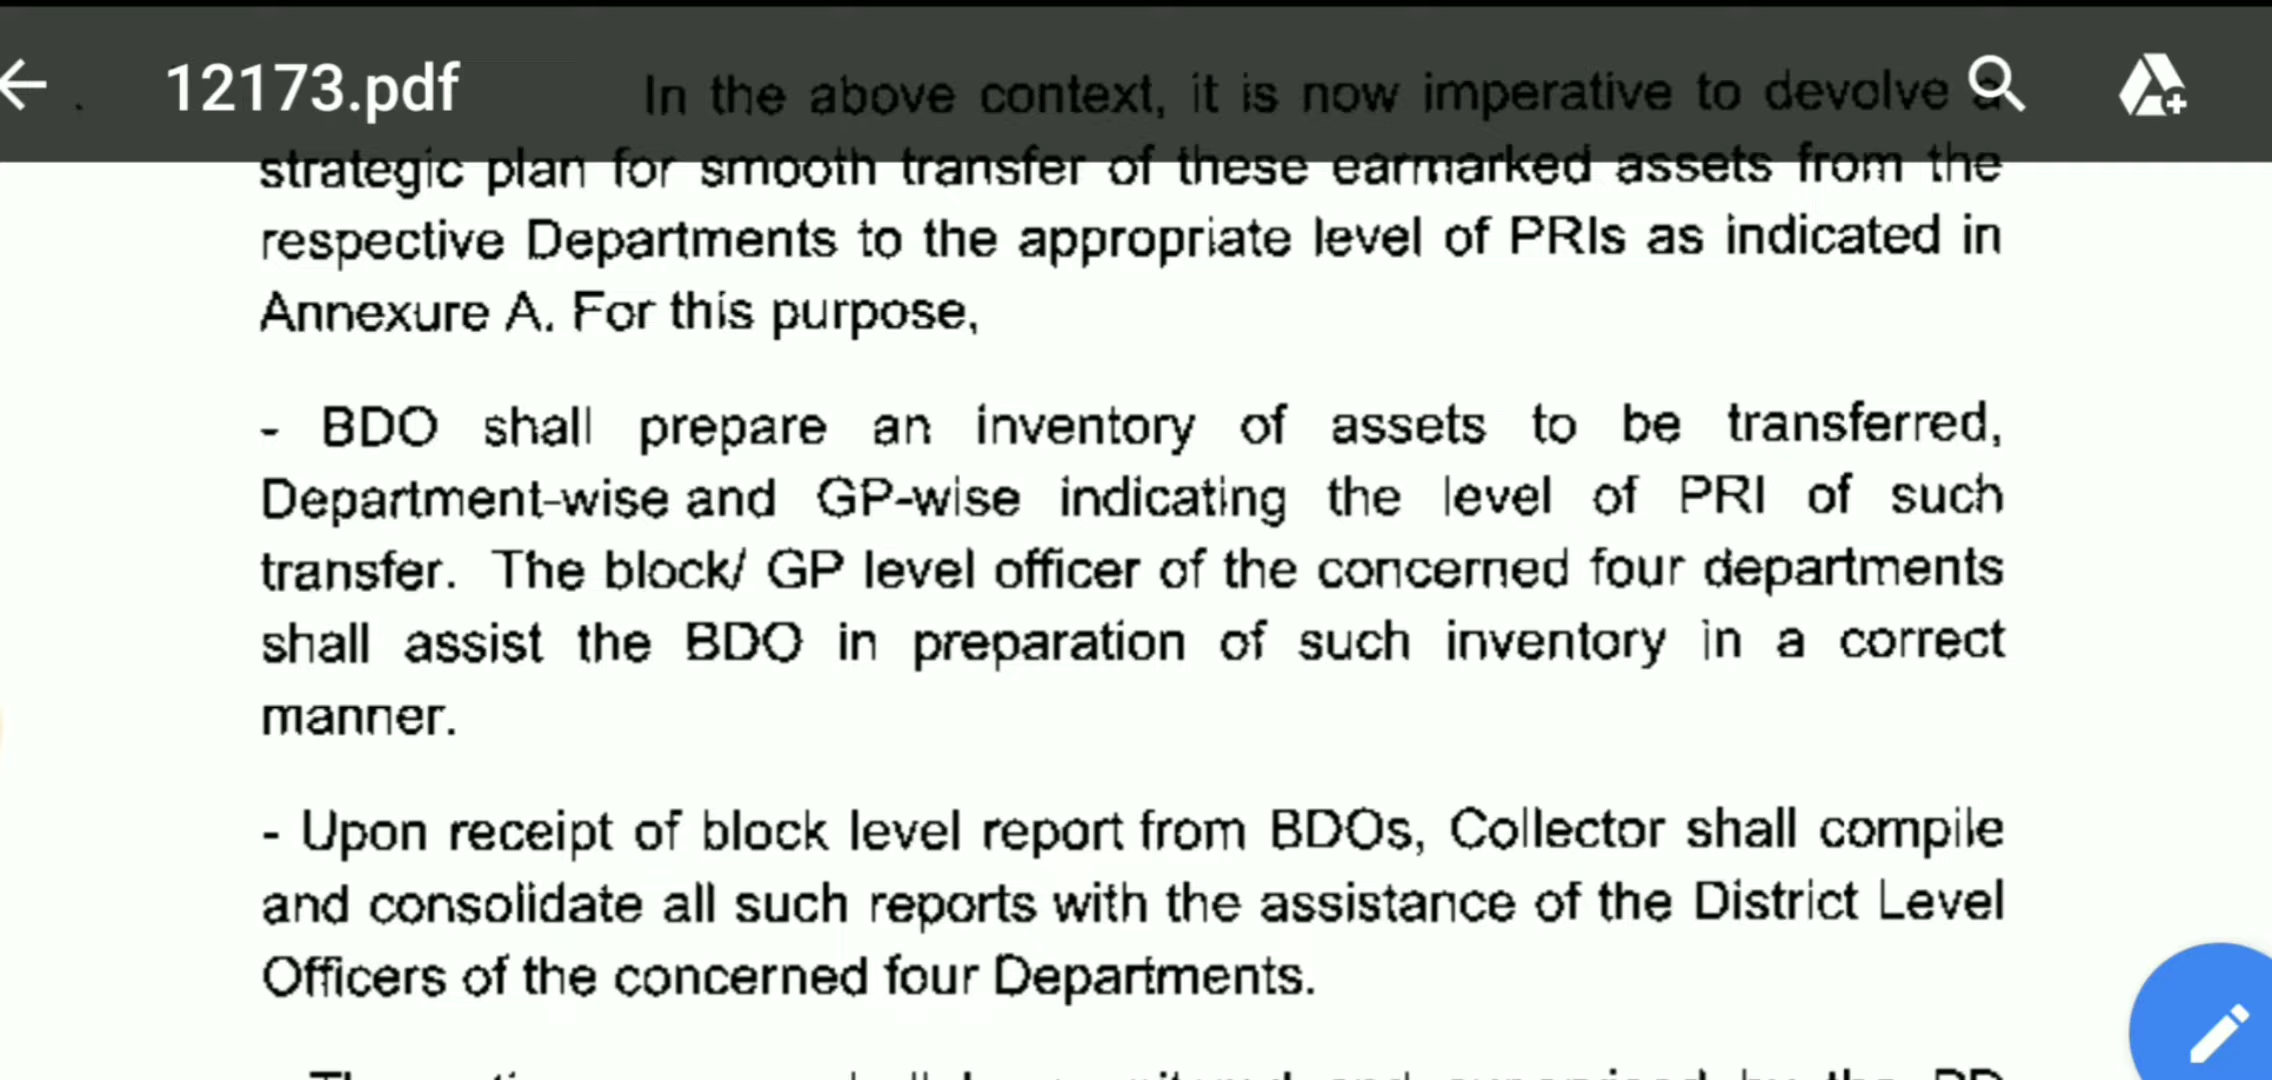 12173.pdf
In the above context, it is now imperative to devolve a
strategic plan for smooth transfer of these earmarked assets from the
respective Departments to the appropriate level of PRIs as indicated in
Annexure A. For this purpose,
- BDO shall prepare an inventory of assets to be transferred,
Department-wise and GP-wise indicating the level of PRI of such
transfer. The block/ GP level officer of the concerned four departments
shall assist the BDO in preparation of such inventory in a correct
manner.
- Upon receipt of block level report from BDOs, Collector shall compile
and consolidate all such reports with the assistance of the District Level
Officers of the concerned four Departments.